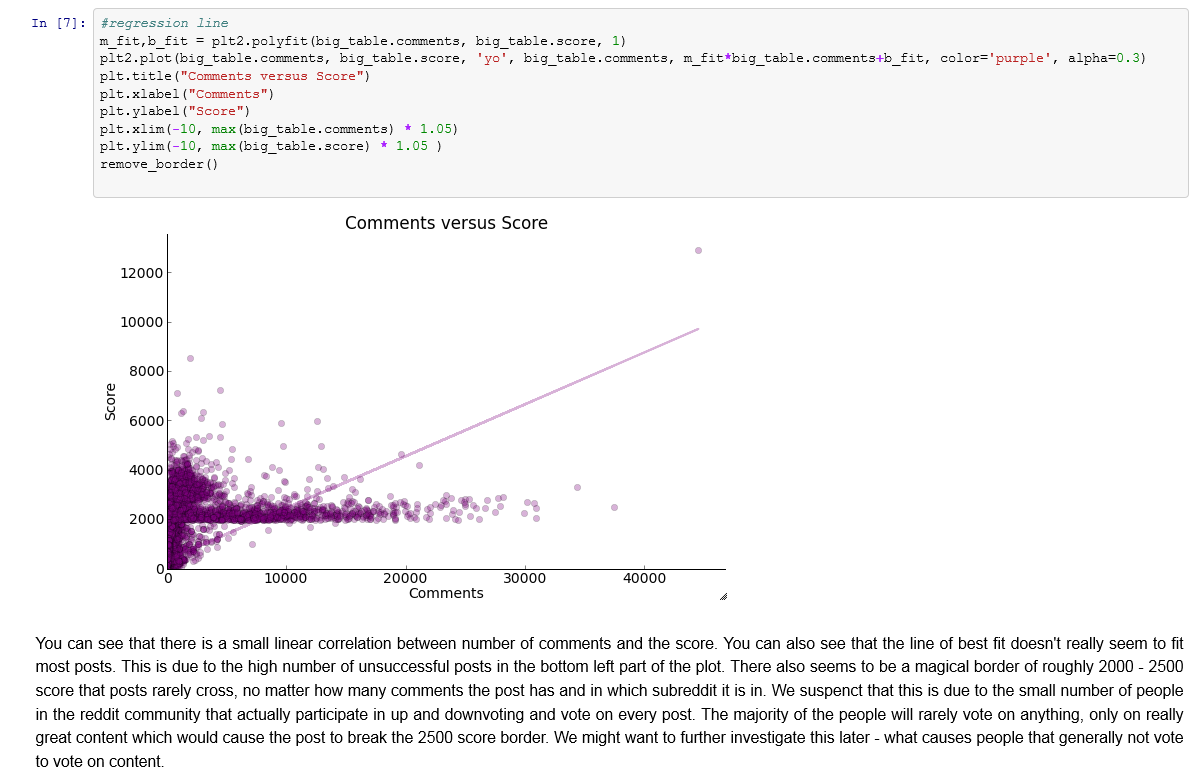 In [7]: #regression line
m_fit,b_fit = plt2.polyfit(big_table.comments, big_table.score, 1)
plt2.plot(big_table.comments, big_table.score, 'yo', big_table.comments, m_fit*big_table.comments+b_fit, color='purple', alpha=0.3)
plt.title("Comments versus Score")
plt.xlabel("Comments")
plt.ylabel("Score")
plt.xlim(-10, max(big_table.comments) * 1.05)
plt.ylim(-10, max(big_table.score) * 1.05 )
remove_border()
Comments versus Score
12000
10000
8000
6000
4000
2000
0
Score
0 10000 20000 30000 40000
Comments
You can see that there is a small linear correlation between number of comments and the score. You can also see that the line of best fit doesn't really seem to fit
most posts. This is due to the high number of unsuccessful posts in the bottom left part of the plot. There also seems to be a magical border of roughly 2000 - 2500
score that posts rarely cross, no matter how many comments the post has and in which subreddit it is in. We suspenct that this is due to the small number of people
in the reddit community that actually participate in up and downvoting and vote on every post. The majority of the people will rarely vote on anything, only on really
great content which would cause the post to break the 2500 score border. We might want to further investigate this later - what causes people that generally not vote
to vote on content.